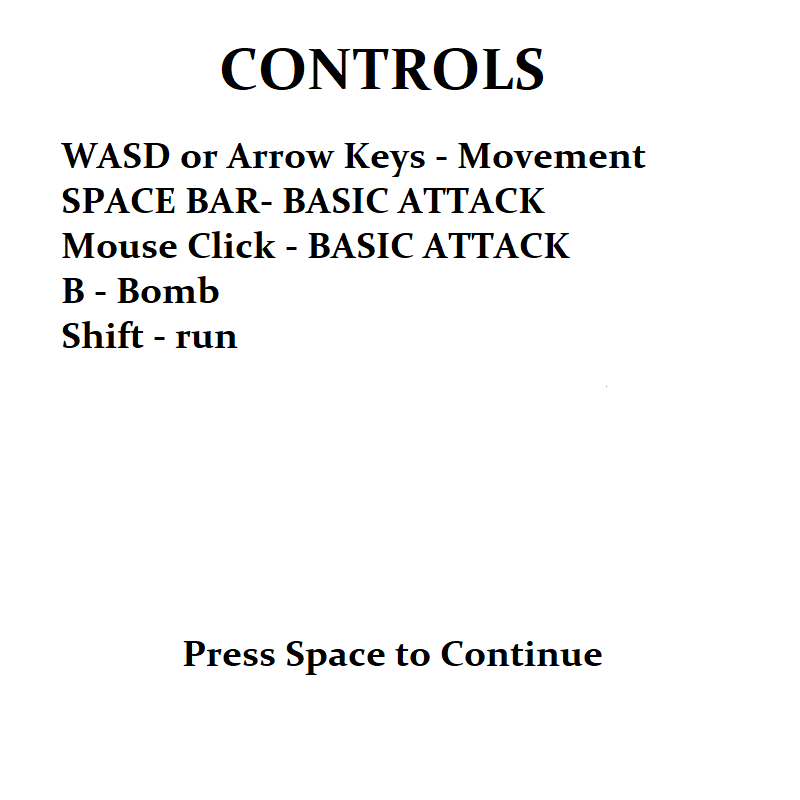 CONTROLS
WASD or Arrow Keys - Movement
SPACE BAR- BASIC ATTACK
Mouse Click - BASIC ATTACK
B - Bomb
Shift - run
Press Space to Continue